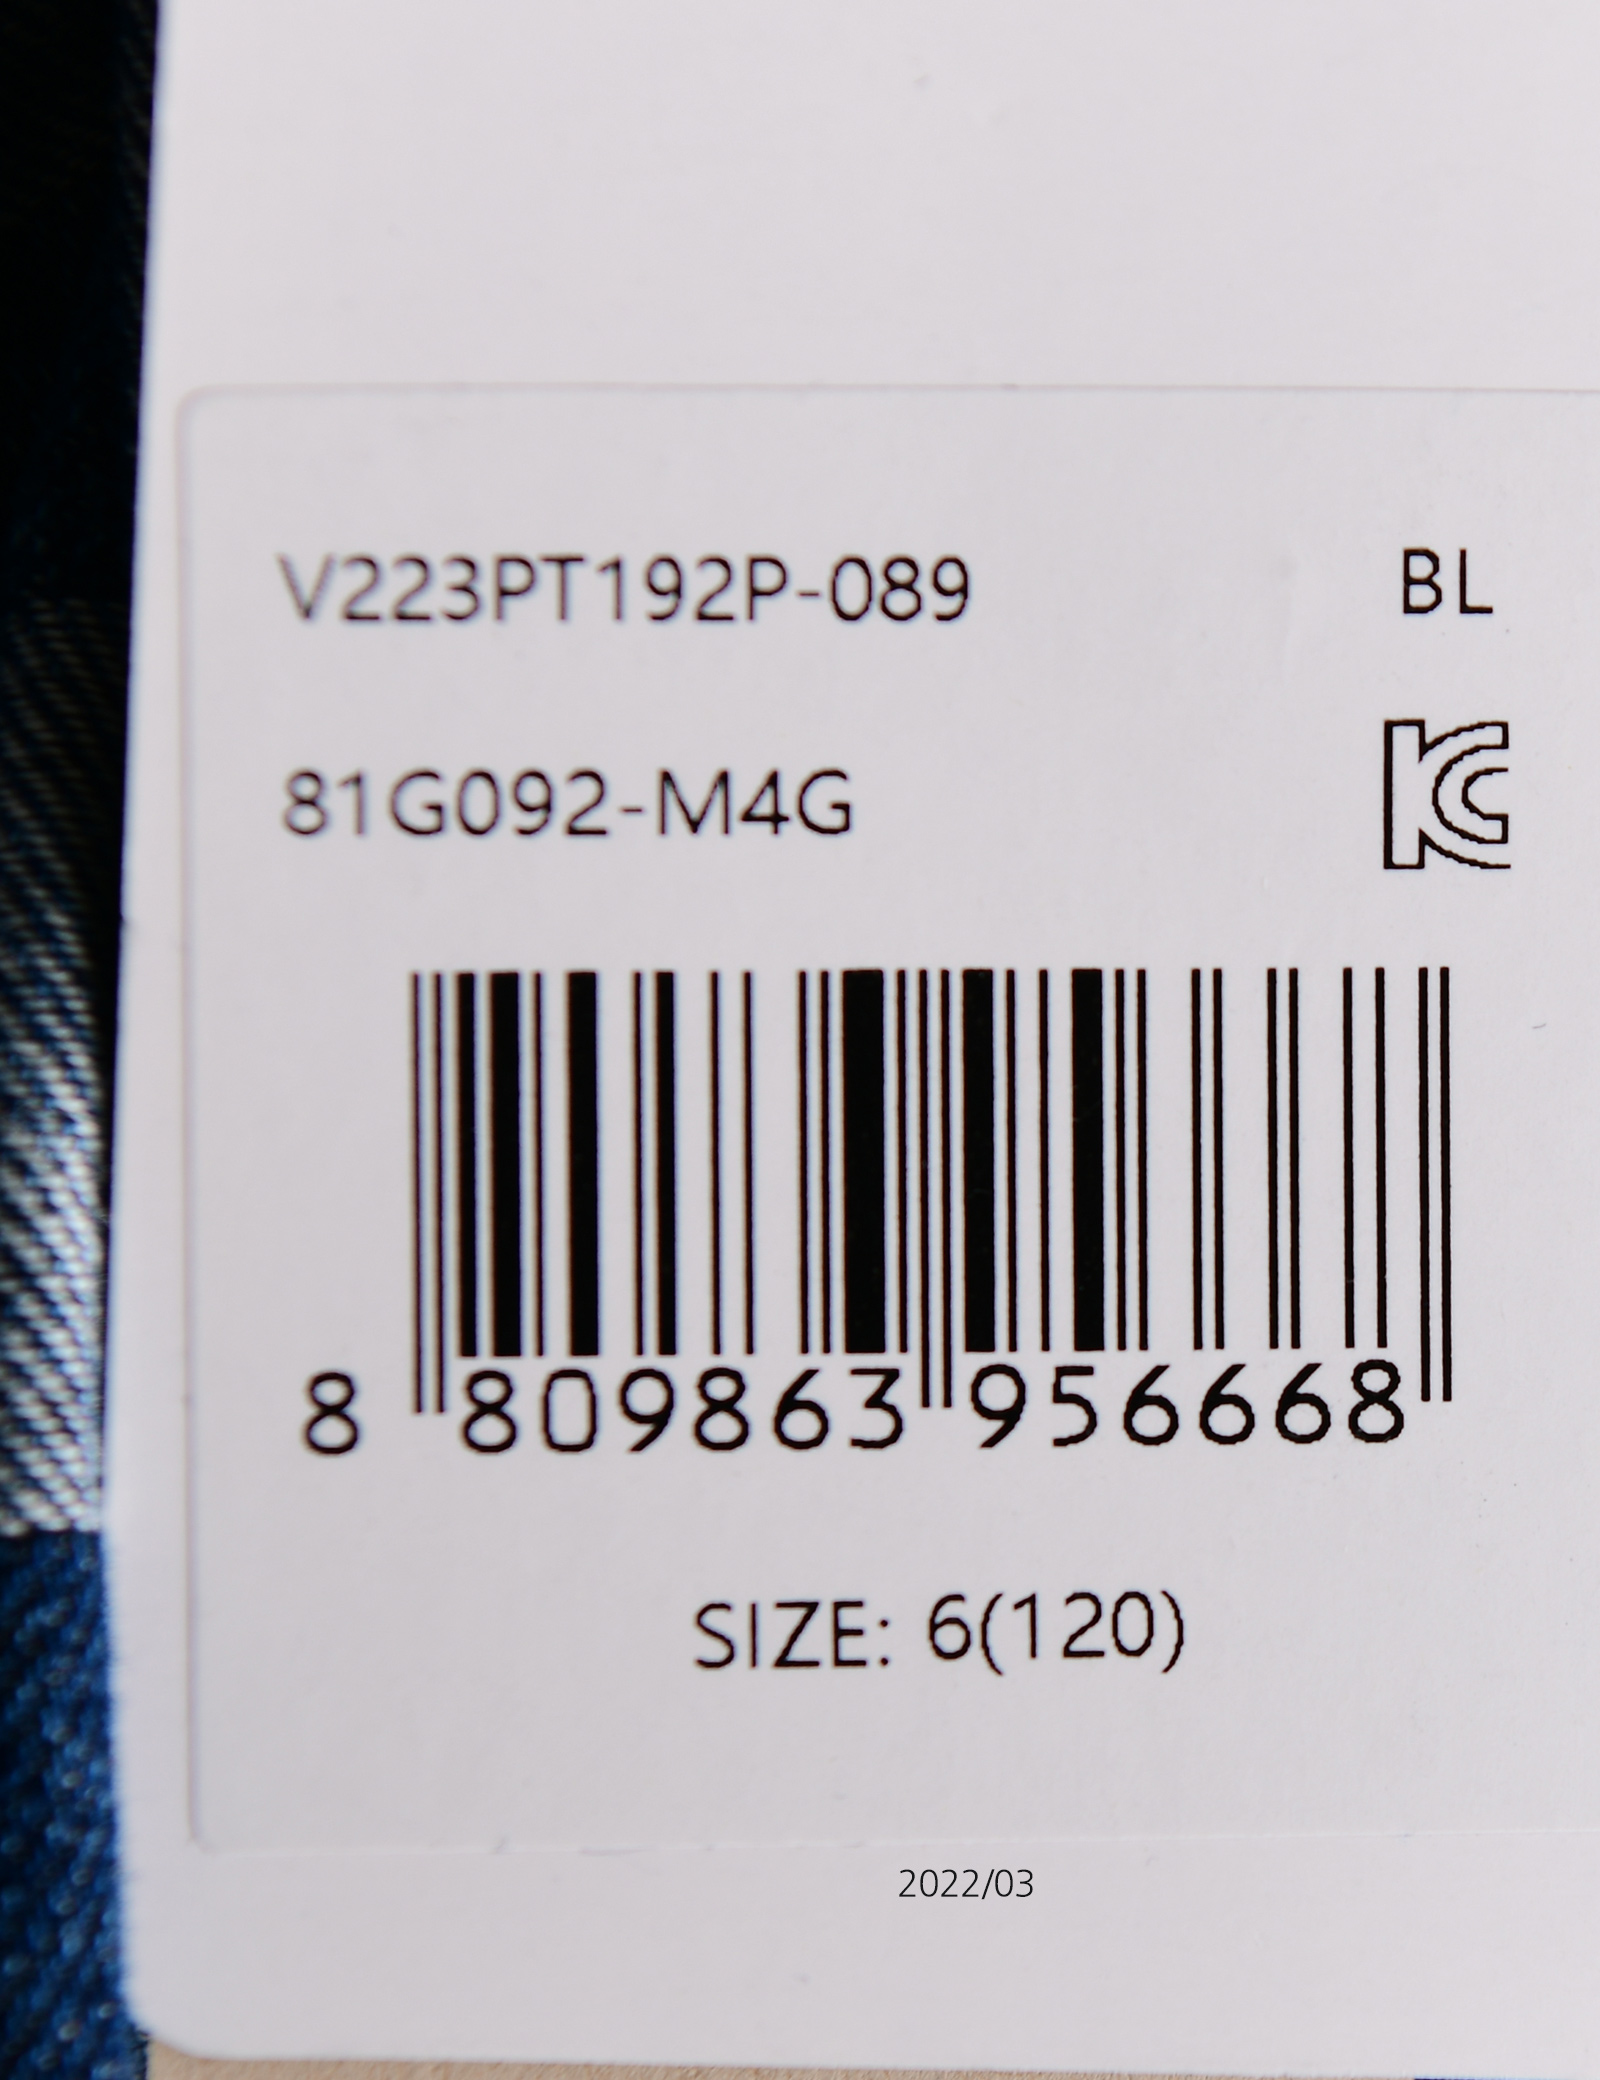 V223PT192P-089 BL
81G092-M4G
8 809863 956668
SIZE: 6(120)
2022/03